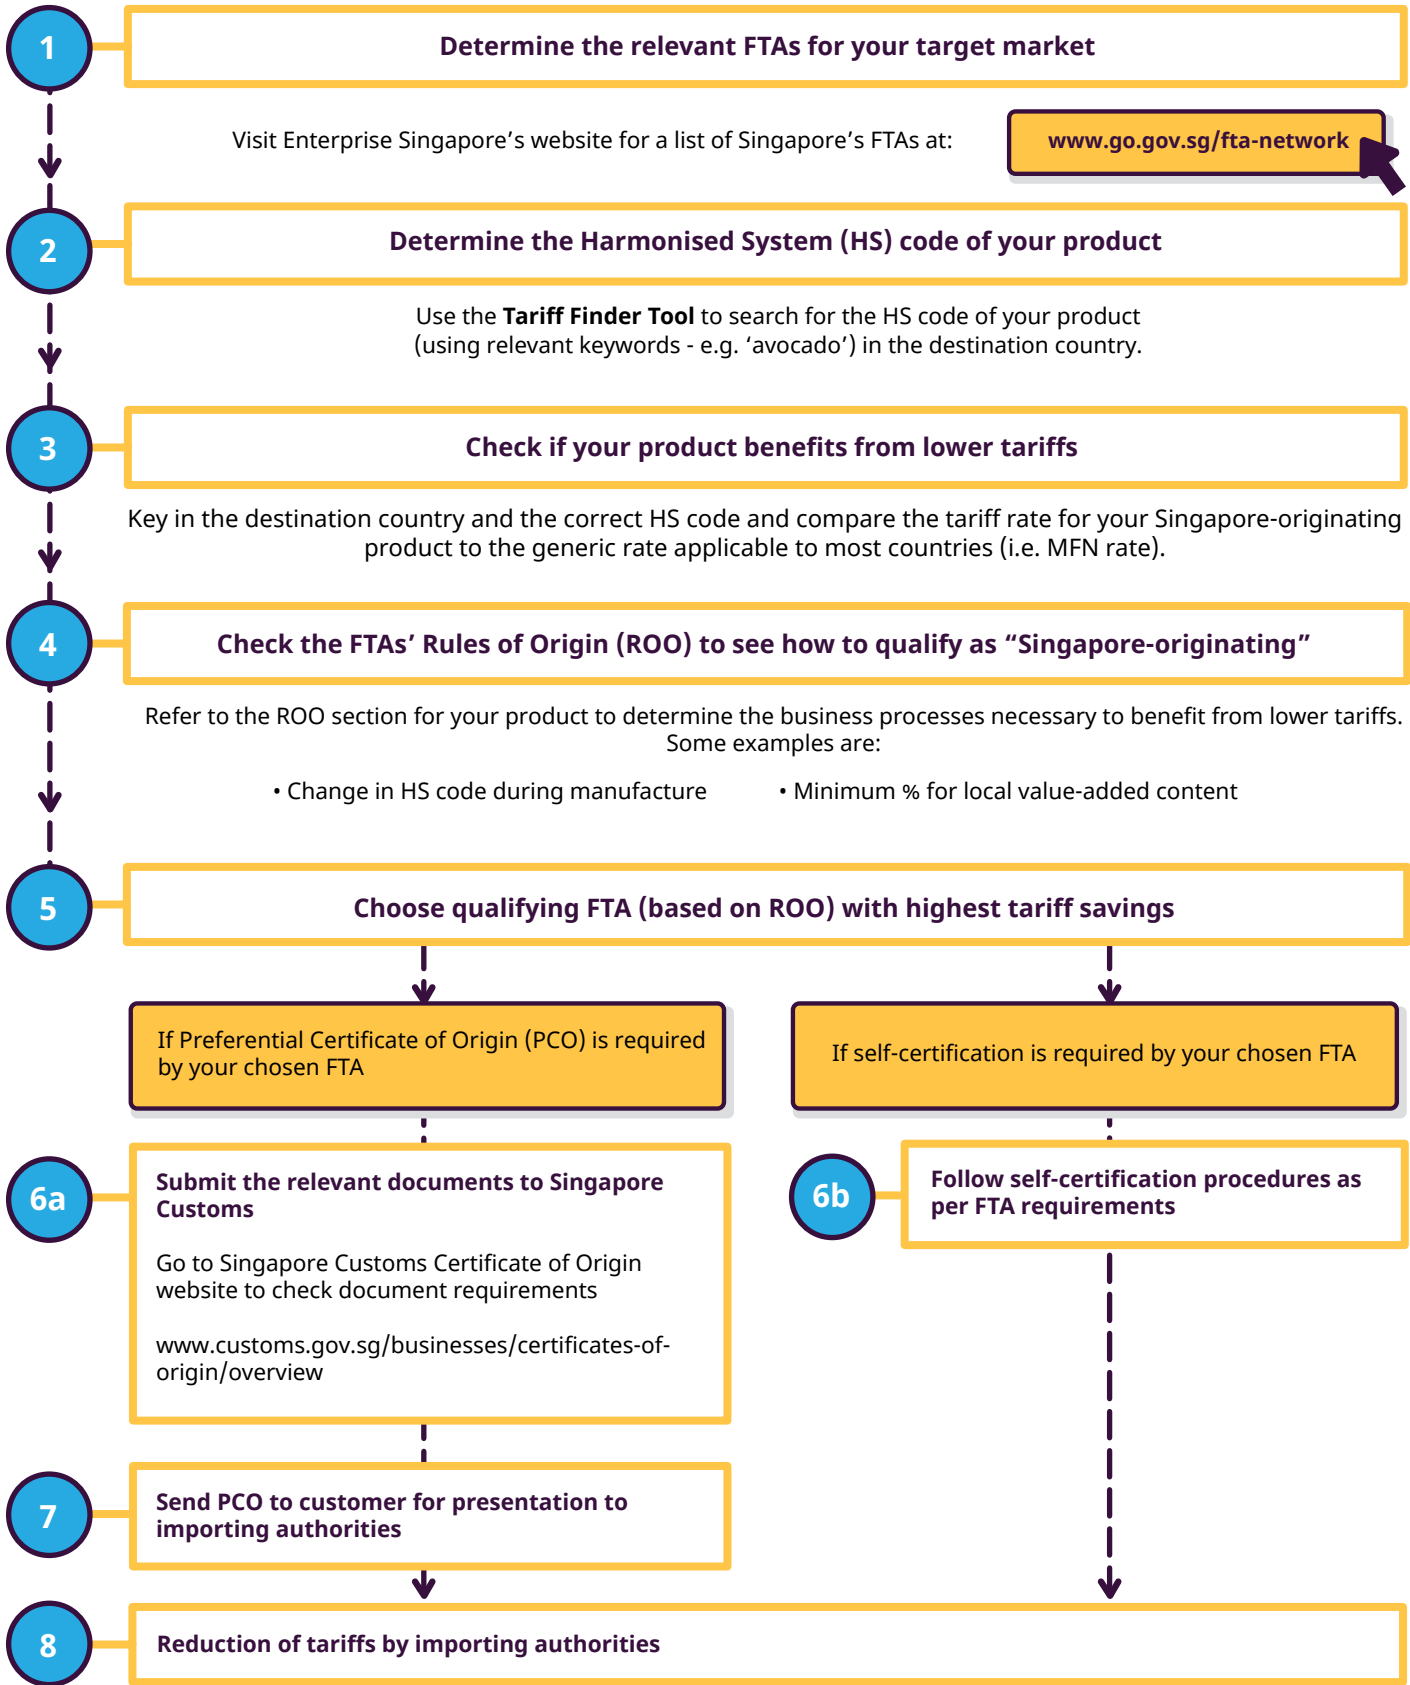 1
Determine the relevant FTAs for your target market
Visit Enterprise Singapore’s website for a list of Singapore’s FTAs at:
www.go.gov.sg/fta-network
2
Determine the Harmonised System (HS) code of your product
Use the Tariff Finder Tool to search for the HS code of your product
(using relevant keywords - e.g. ‘avocado’) in the destination country.
3
Check if your product benefits from lower tariffs
Key in the destination country and the correct HS code and compare the tariff rate for your Singapore-originating
product to the generic rate applicable to most countries (i.e. MFN rate).
4
Check the FTAs’ Rules of Origin (ROO) to see how to qualify as “Singapore-originating”
Refer to the ROO section for your product to determine the business processes necessary to benefit from lower tariffs.
Some examples are:
• Change in HS code during manufacture
• Minimum % for local value-added content
5
Choose qualifying FTA (based on ROO) with highest tariff savings
If Preferential Certificate of Origin (PCO) is required
by your chosen FTA
If self-certification is required by your chosen FTA
6a
Submit the relevant documents to Singapore
Customs
Go to Singapore Customs Certificate of Origin
website to check document requirements
www.customs.gov.sg/businesses/certificates-of-
origin/overview
6b
Follow self-certification procedures as
per FTA requirements
7
Send PCO to customer for presentation to
importing authorities
8
Reduction of tariffs by importing authorities